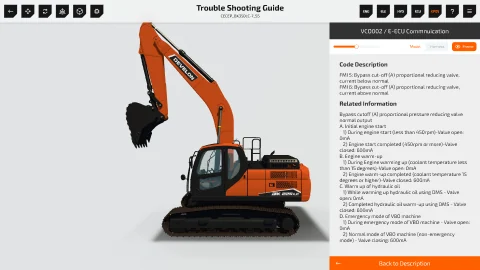 Trouble Shooting Guide
VC0002 / E-ECU Communication
Code Description
FMI 5: Bypass cut-off (A) proportional reducing valve,
current below normal
FMI 6: Bypass cut-off (A) proportional reducing valve,
current above normal
Related Information
Bypass cutoff (A) proportional pressure reducing valve
normal output
A. Initial engine start
1) During engine start (less than 450rpm)-Valve open:
0mA
2) Engine start completed (450rpm or more)-Valve
closed: 600mA
B. Engine warm-up
1) During Engine warming up (coolant temperature less
than 15 degrees)-Valve open: 0mA
2) Engine warm-up completed (coolant temperature 15
degrees or higher)-Valve closed: 600mA
C. Warm up of hydraulic oil
1) While warming up hydraulic oil using DMS - Valve
open: 0mA
2) Completed hydraulic oil warm-up using DMS - Valve
closed: 600mA
D. Emergency mode of VBO machine
1) During emergency mode of VBO machine - Valve open:
0mA
2) Normal mode of VBO machine (non-emergency
mode) - Valve closing: 600mA
← Back to Description
DEVELON